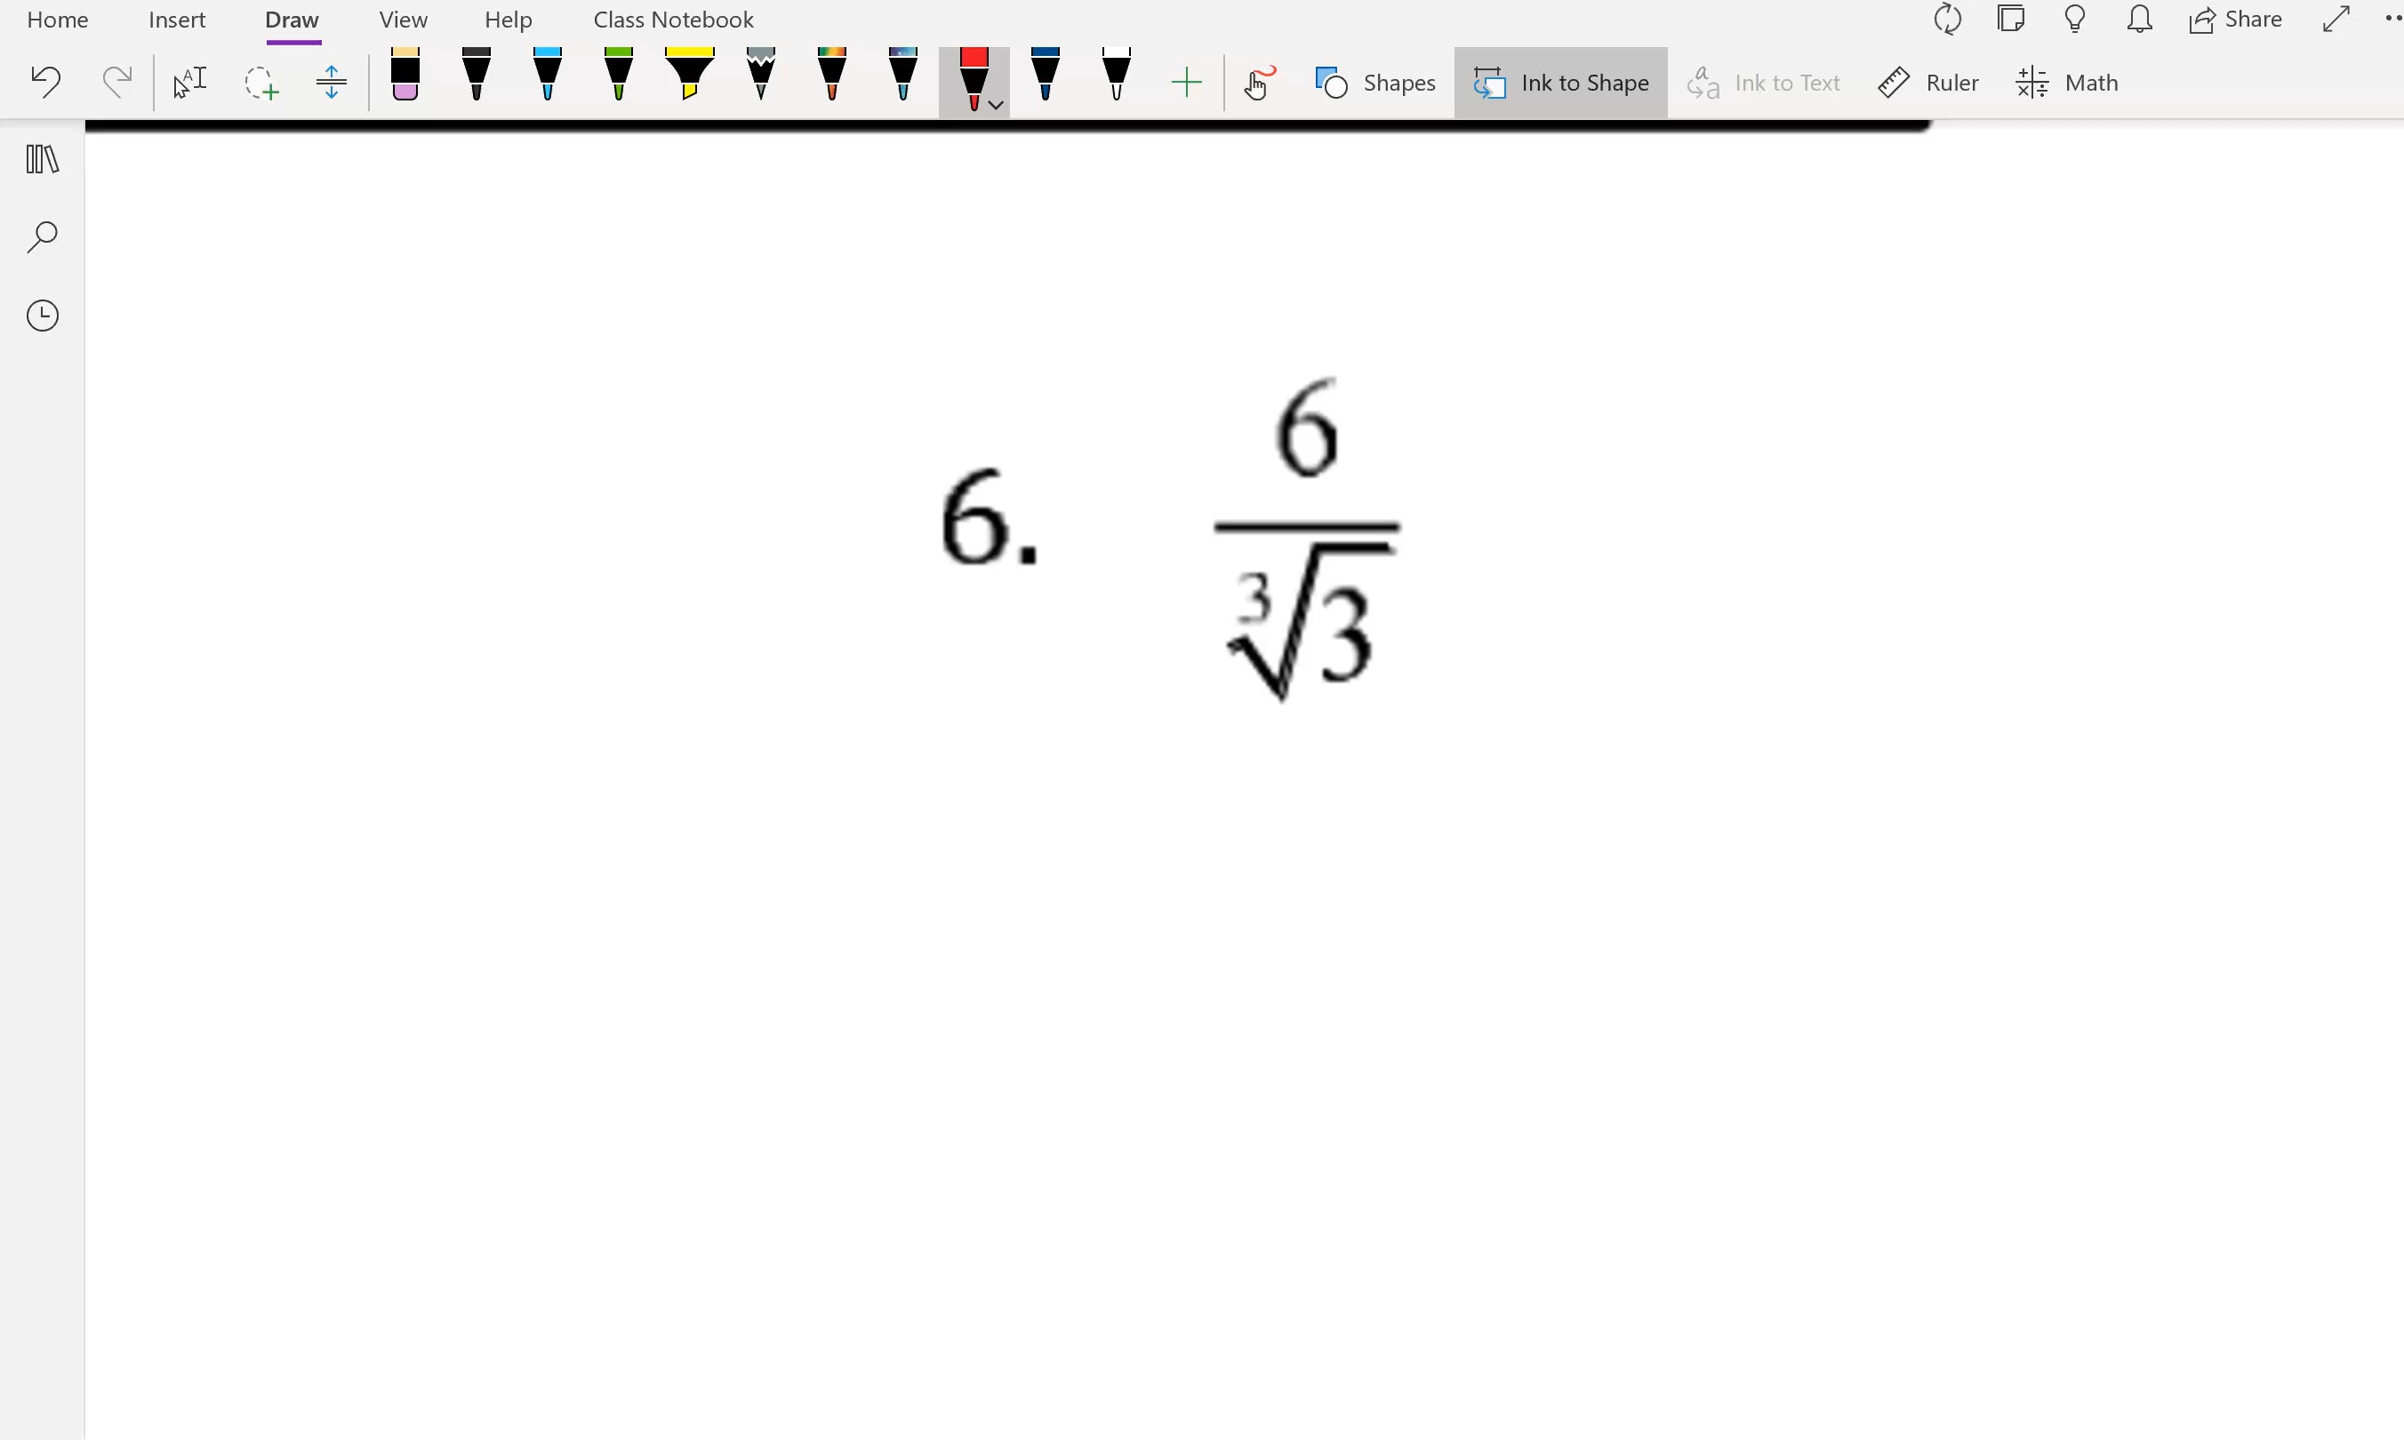 Home Insert Draw View Help Class Notebook Share
Shapes Ink to Shape Ink to Text Ruler Math
6
6.
3√3